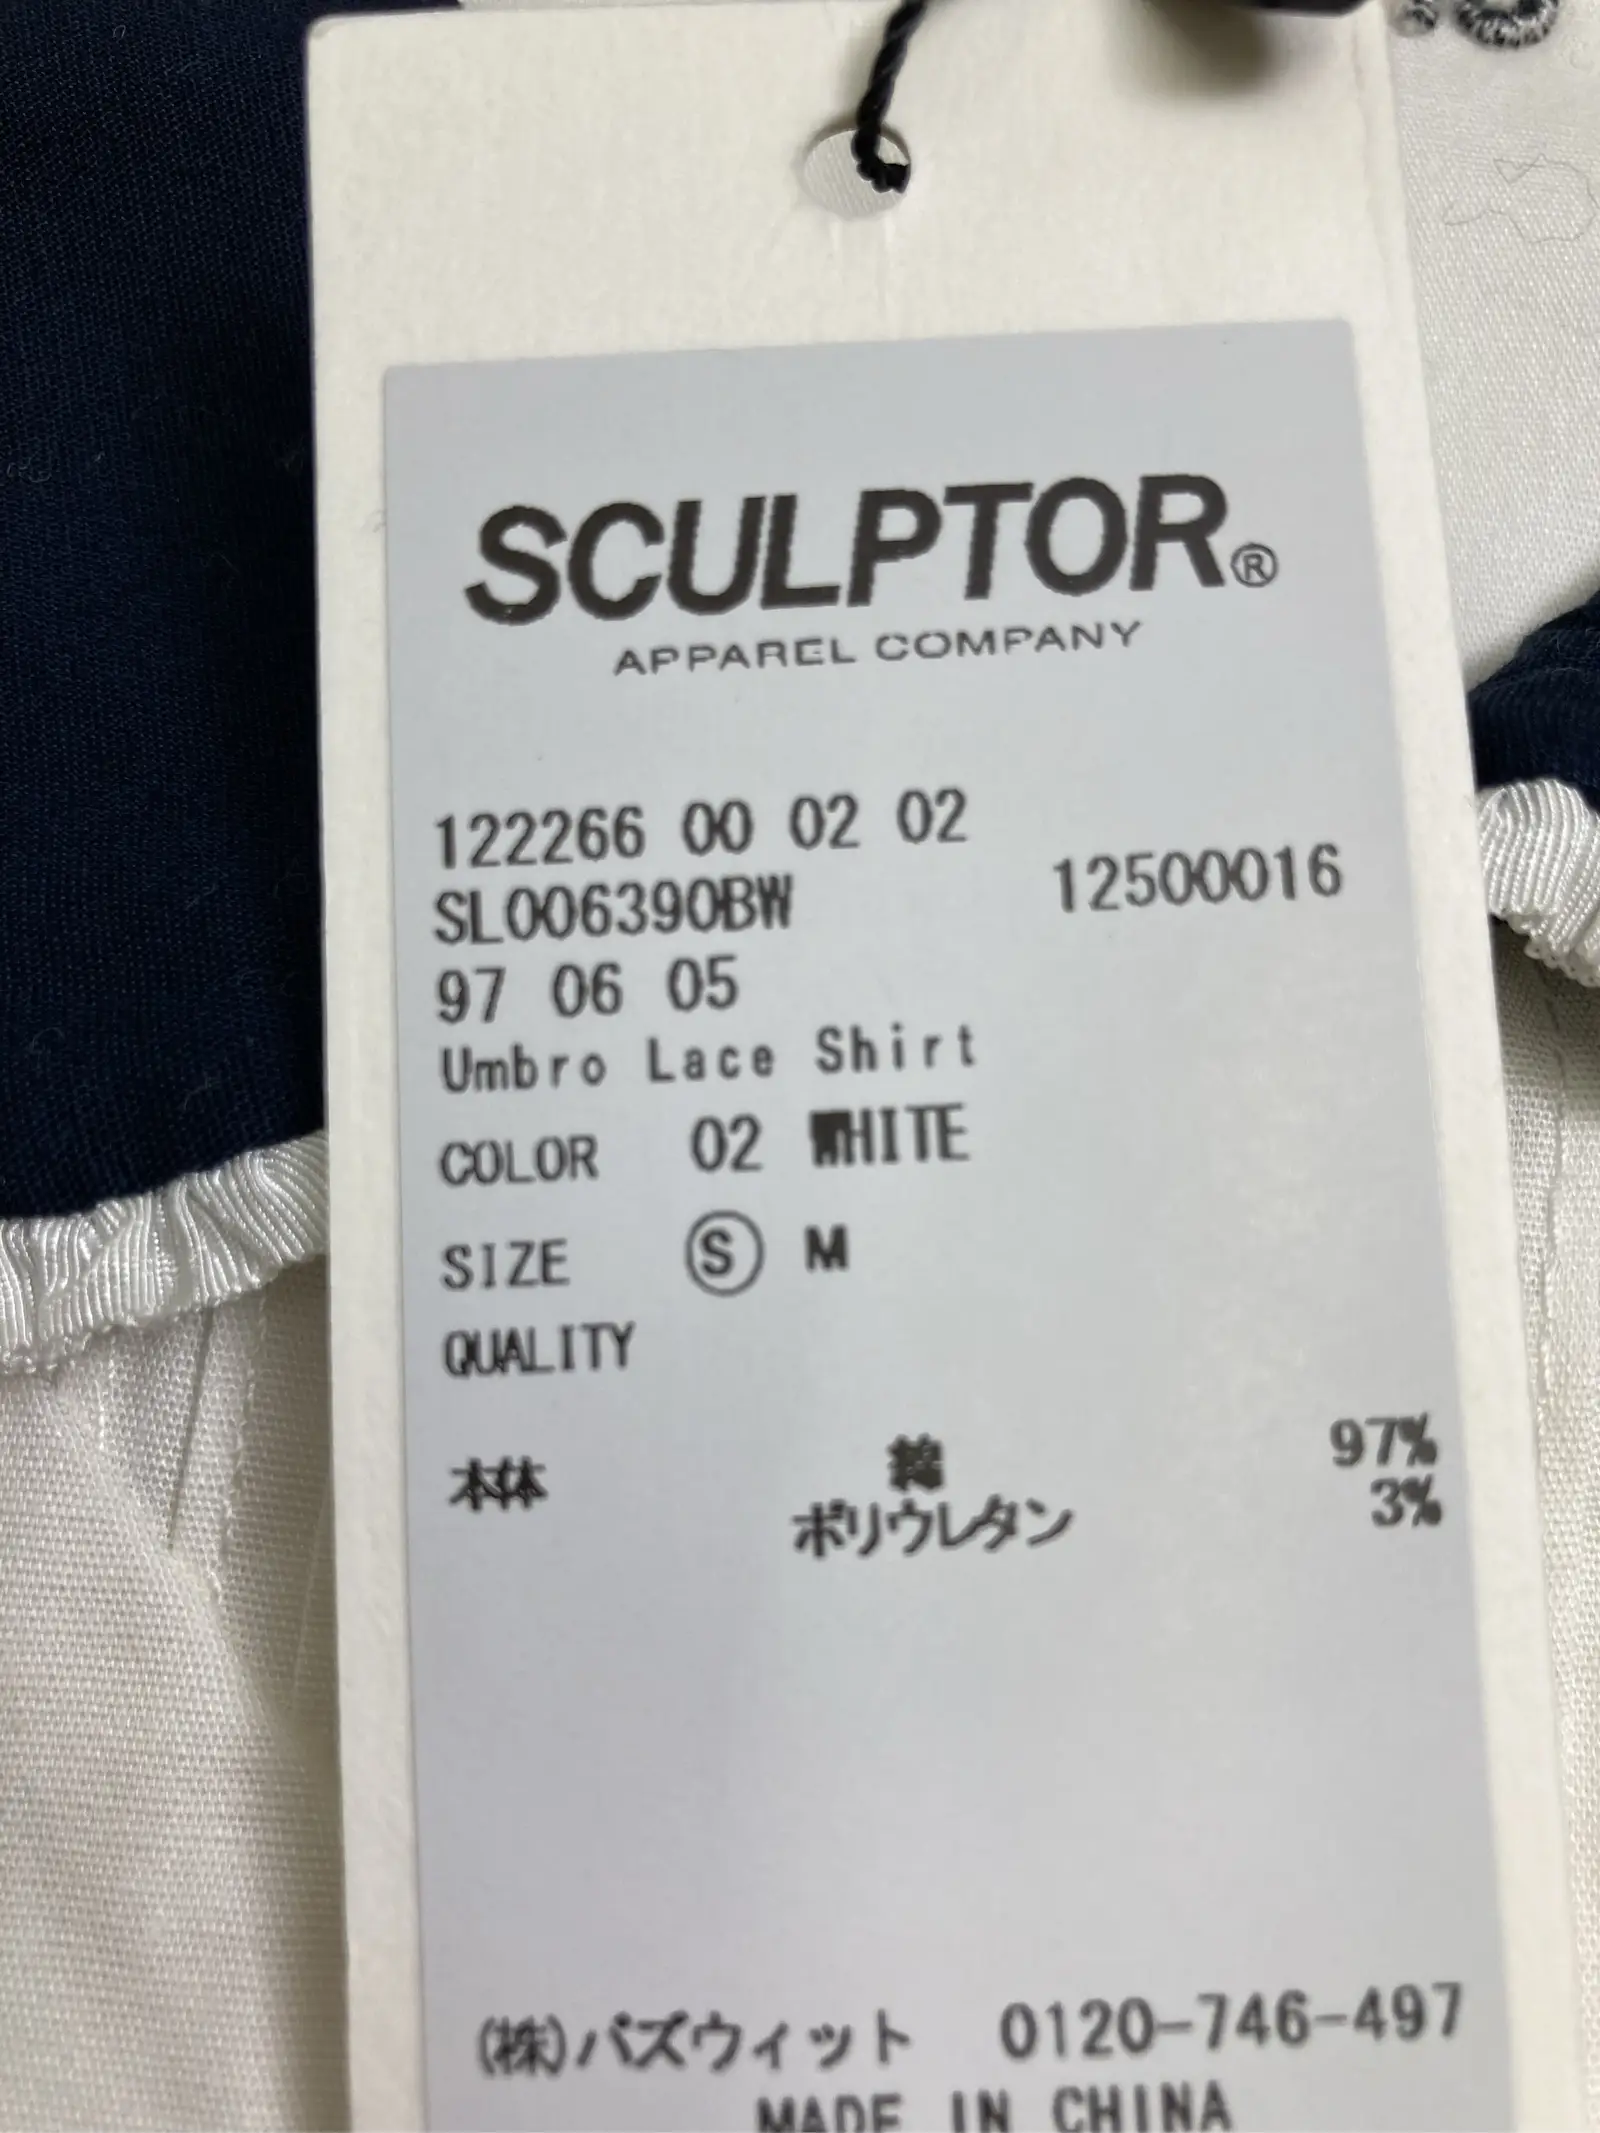 SCULPTOR®
APPAREL COMPANY
122266 00 02 02
SL006390BW 12500016
97 06 05
Umbro Lace Shirt
COLOR 02 WHITE
SIZE Ⓢ M
QUALITY
本体 綿 97%
ポリウレタン 3%
(株)パズウィット 0120-746-497
MADE IN CHINA